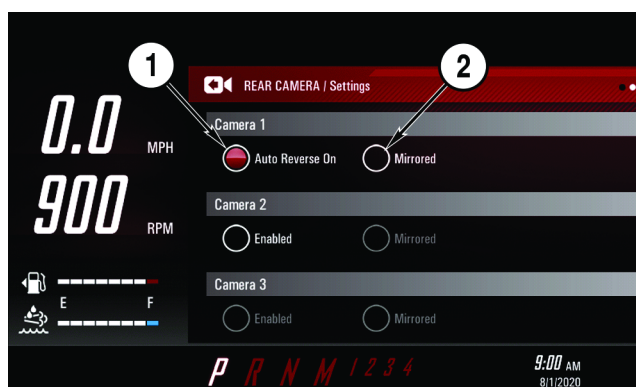 1
2
REAR CAMERA / Settings
Camera 1
0.0 MPH
Auto Reverse On
Mirrored
Camera 2
900 RPM
Enabled
Mirrored
Camera 3
E F
Enabled
Mirrored
P R N M 1 2 3 4
9:00 AM
8/1/2020